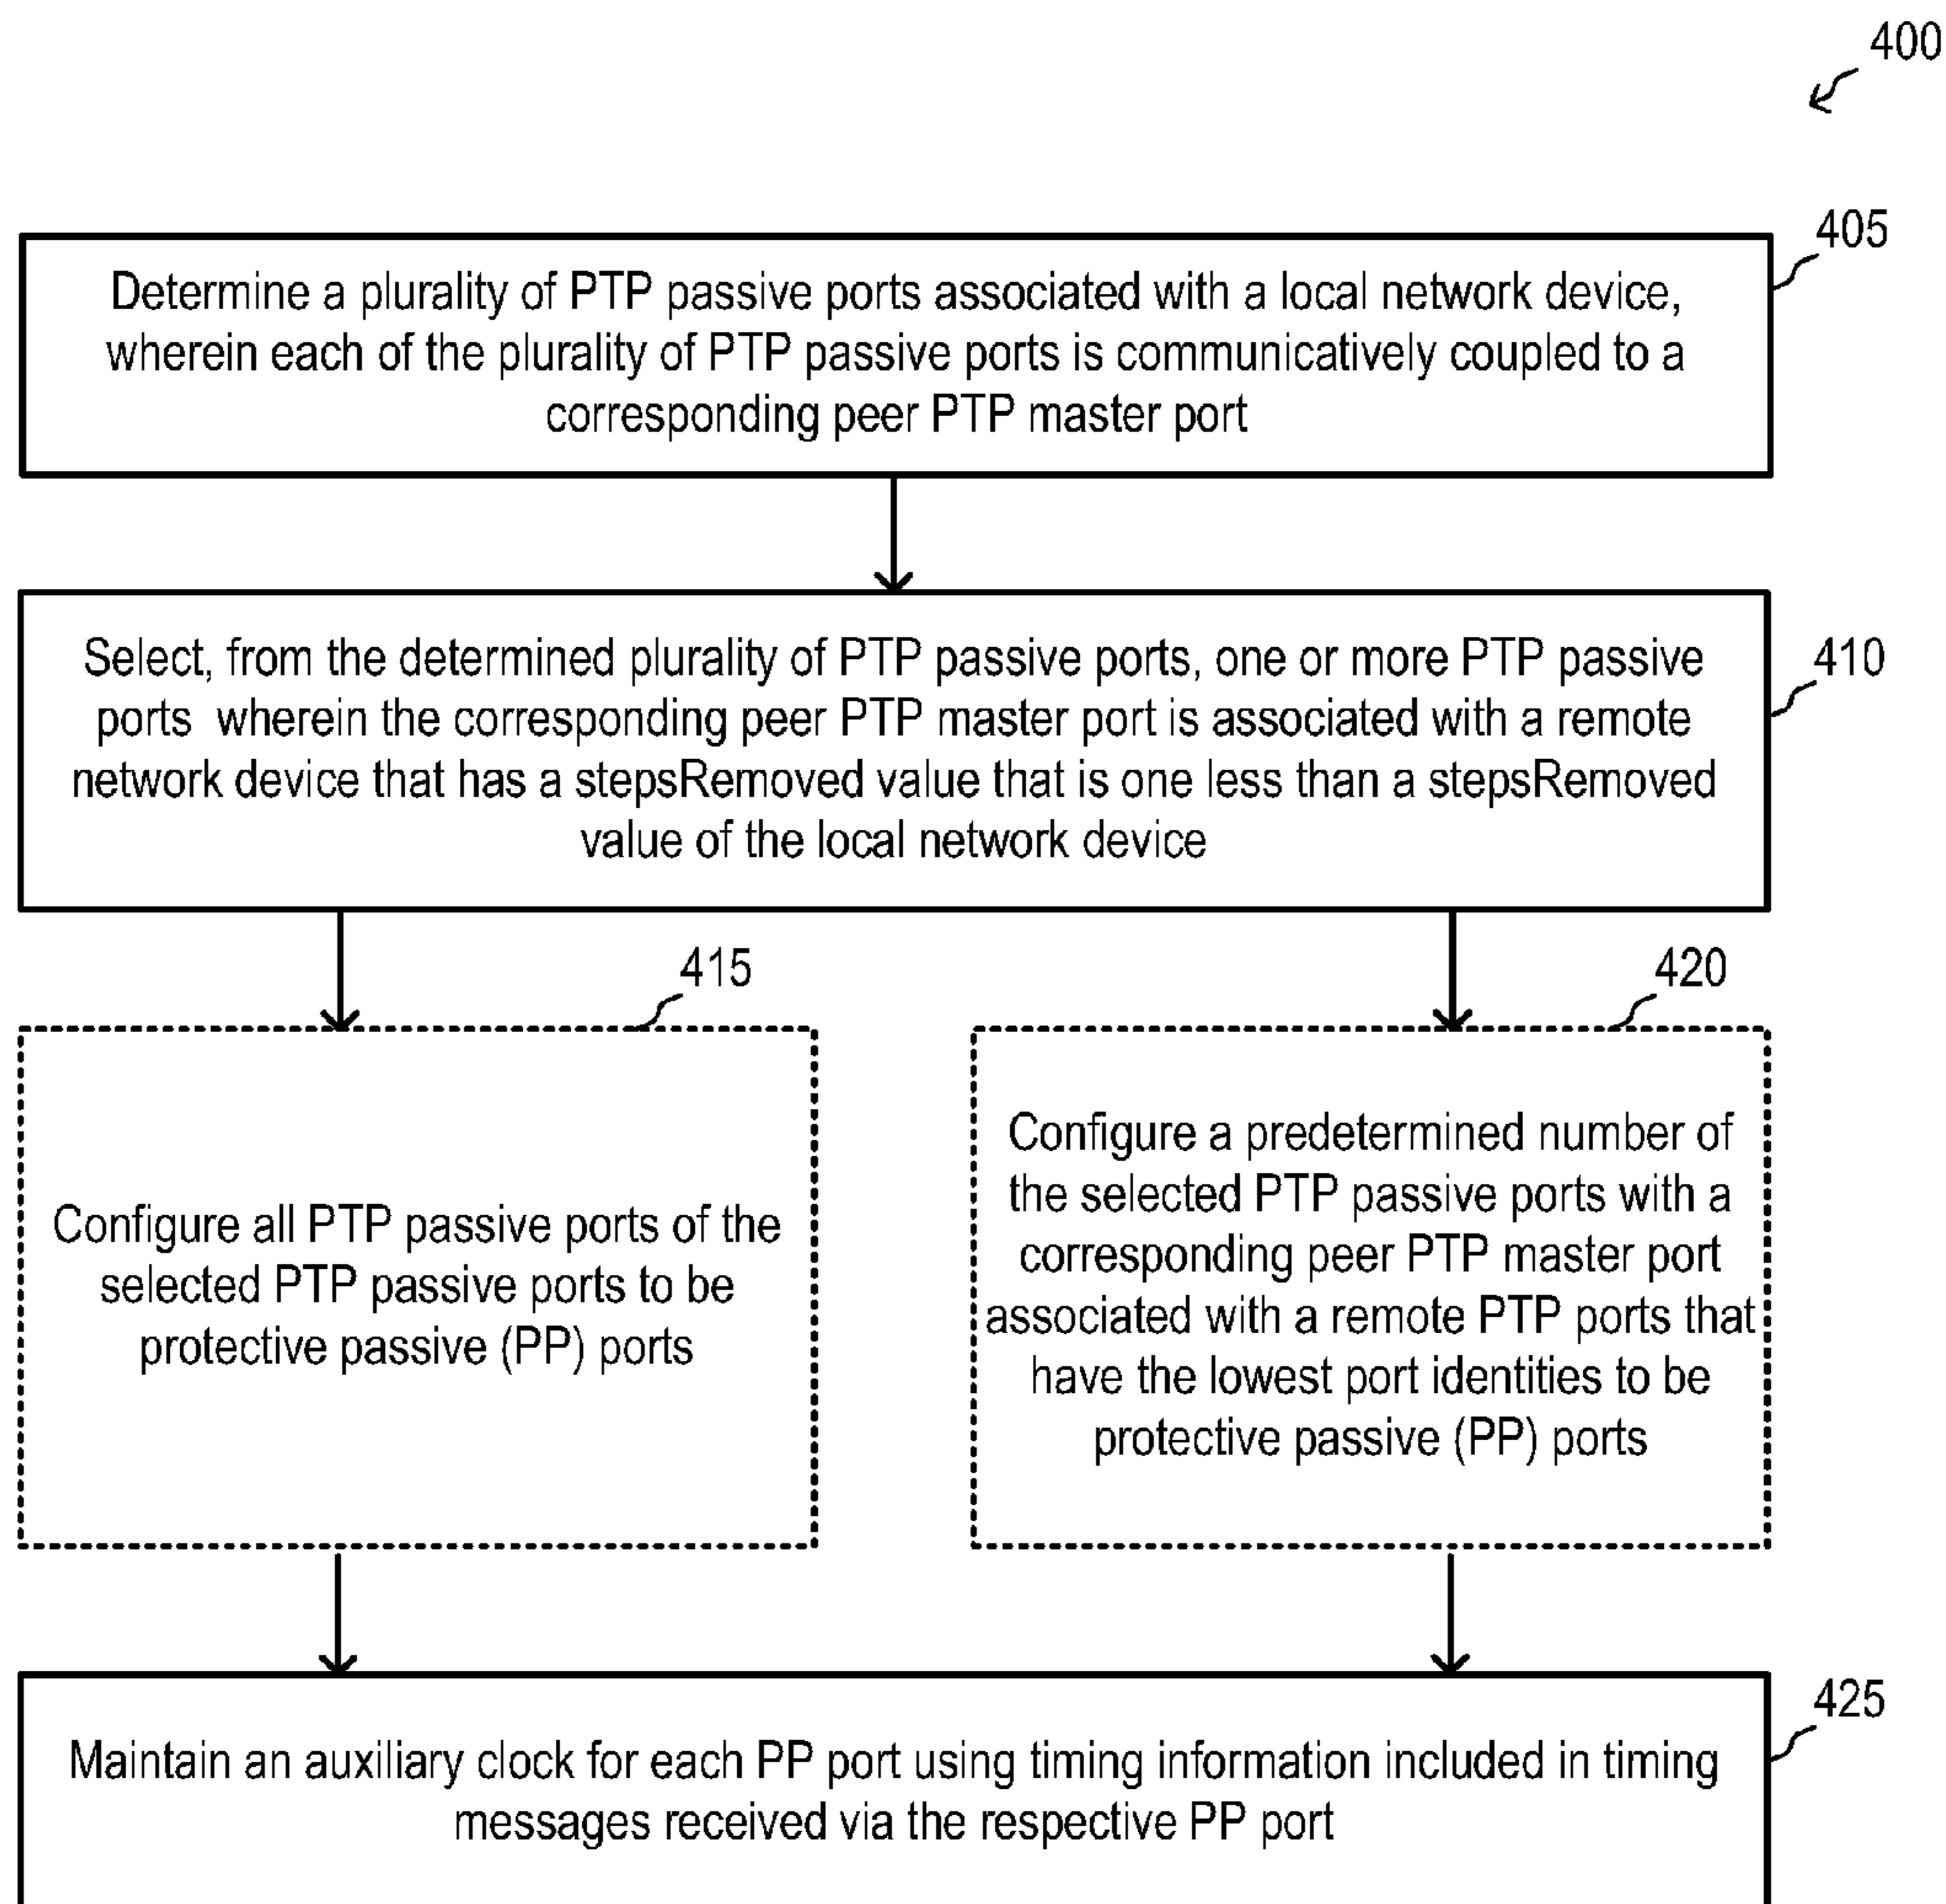 400
405
Determine a plurality of PTP passive ports associated with a local network device,
wherein each of the plurality of PTP passive ports is communicatively coupled to a
corresponding peer PTP master port
410
Select, from the determined plurality of PTP passive ports, one or more PTP passive
ports wherein the corresponding peer PTP master port is associated with a remote
network device that has a stepsRemoved value that is one less than a stepsRemoved
value of the local network device
415
Configure all PTP passive ports of the
selected PTP passive ports to be
protective passive (PP) ports
420
Configure a predetermined number of
the selected PTP passive ports with a
corresponding peer PTP master port
associated with a remote PTP ports that
have the lowest port identities to be
protective passive (PP) ports
425
Maintain an auxiliary clock for each PP port using timing information included in timing
messages received via the respective PP port